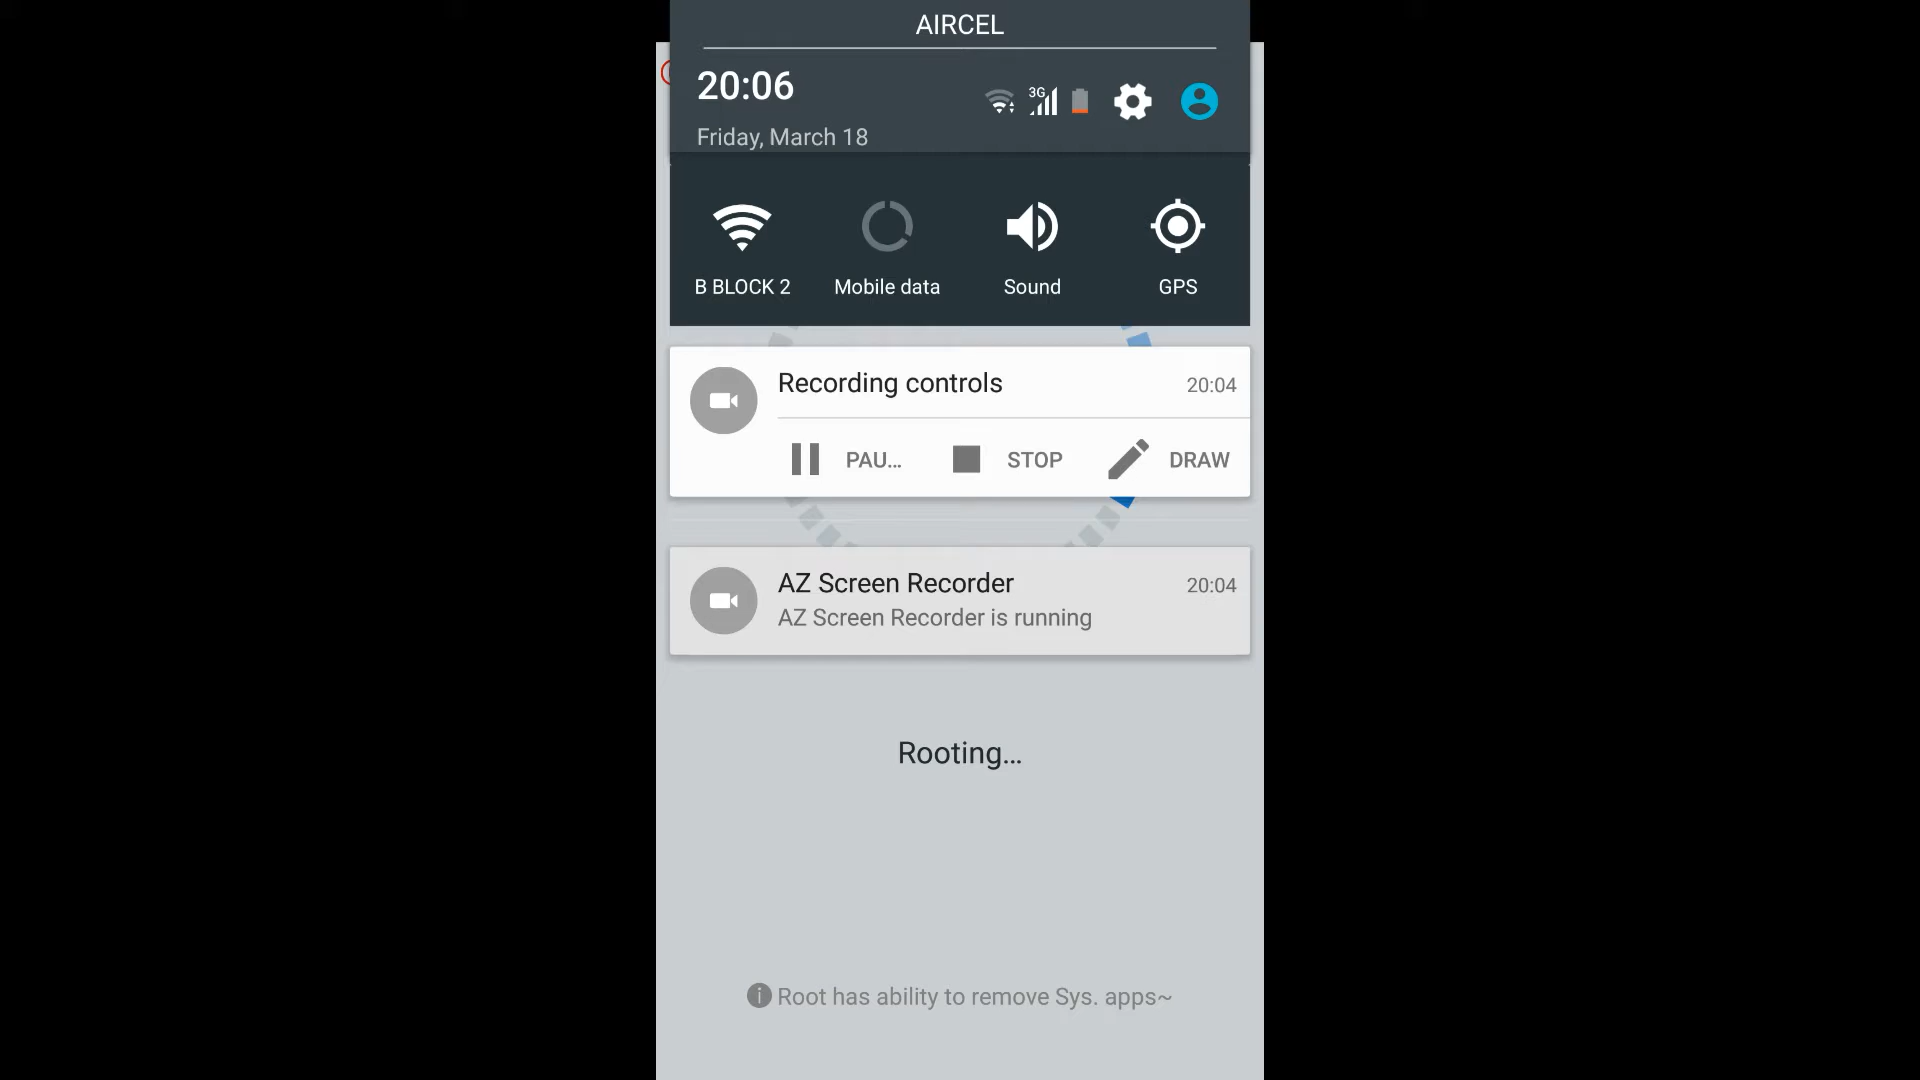 AIRCEL
20:06
3G
Friday, March 18
B BLOCK 2
Mobile data
Sound
GPS
Recording controls
20:04
PAU...
STOP
DRAW
AZ Screen Recorder
20:04
AZ Screen Recorder is running
Rooting...
Root has ability to remove Sys. apps~